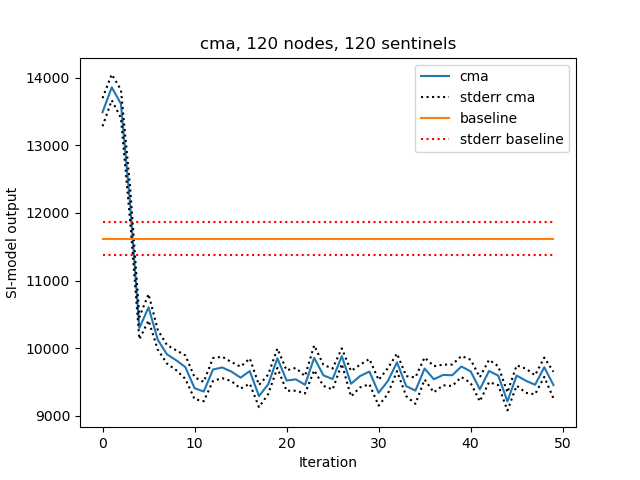 cma, 120 nodes, 120 sentinels
14000
13000
12000
11000
10000
9000
SI-model output
cma
stderr cma
baseline
stderr baseline
0
10
20
30
40
50
Iteration